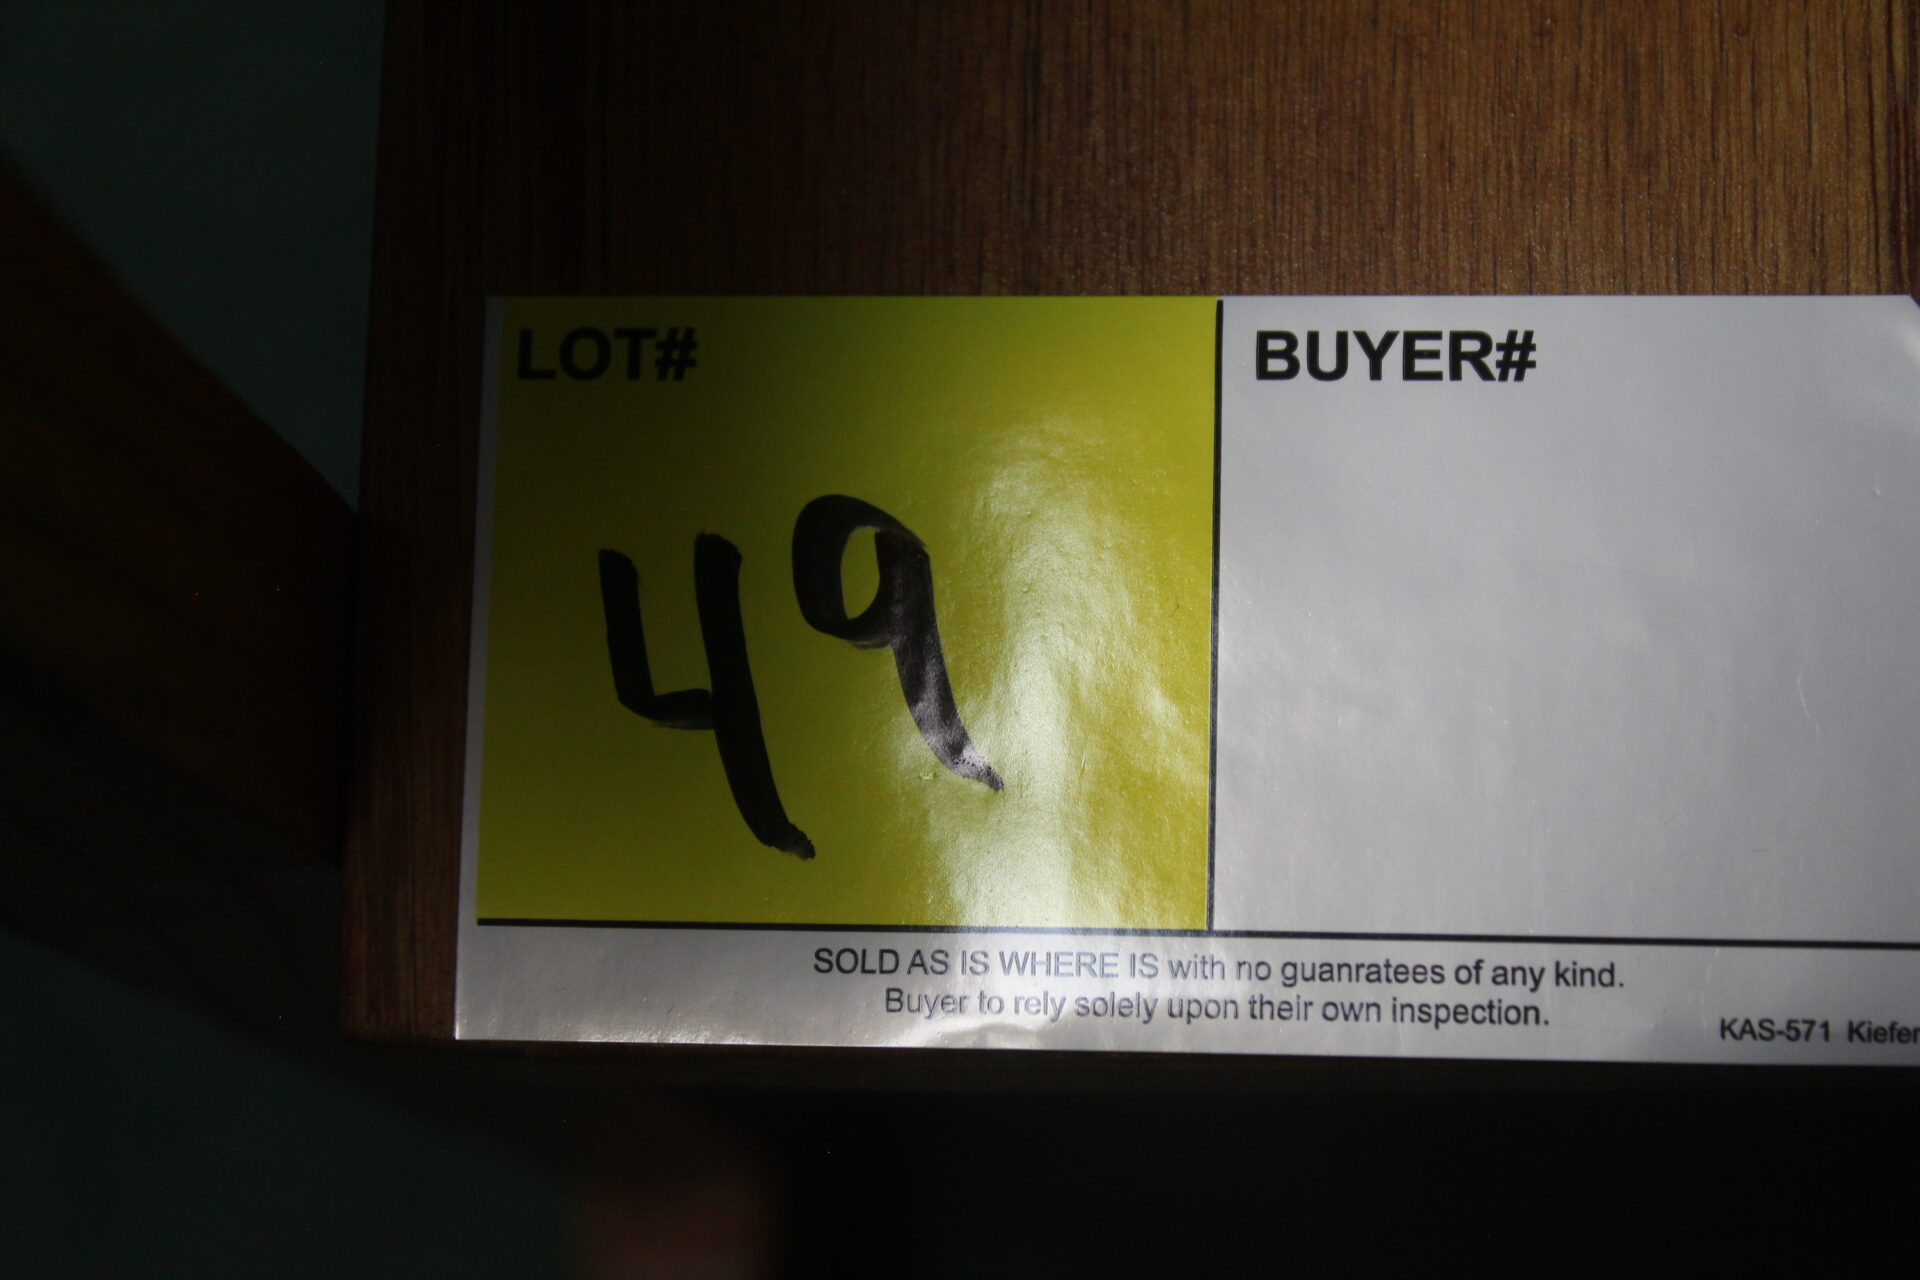 LOT#
BUYER#
49
SOLD AS IS WHERE IS with no guanratees of any kind.
Buyer to rely solely upon their own inspection.
KAS-571 Kiefer